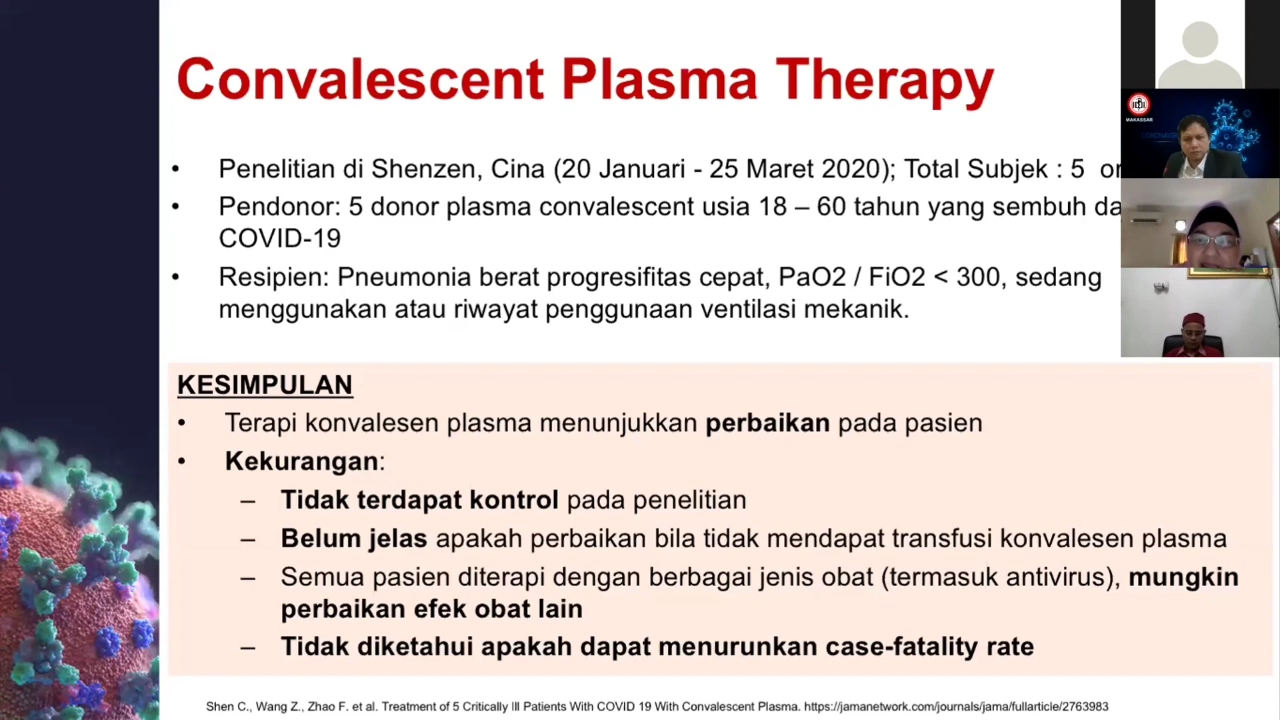 Convalescent Plasma Therapy
• Penelitian di Shenzen, Cina (20 Januari - 25 Maret 2020); Total Subjek : 5
• Pendonor: 5 donor plasma convalescent usia 18 – 60 tahun yang sembuh
COVID-19
• Resipien: Pneumonia berat progresifitas cepat, PaO2 / FiO2 < 300, sedang
menggunakan atau riwayat penggunaan ventilasi mekanik.
KESIMPULAN
• Terapi konvalesen plasma menunjukkan perbaikan pada pasien
• Kekurangan:
– Tidak terdapat kontrol pada penelitian
– Belum jelas apakah perbaikan bila tidak mendapat transfusi konvalesen plasma
– Semua pasien diterapi dengan berbagai jenis obat (termasuk antivirus), mungkin
perbaikan efek obat lain
– Tidak diketahui apakah dapat menurunkan case-fatality rate
Shen C., Wang Z., Zhao F. et al. Treatment of 5 Critically Ill Patients With COVID 19 With Convalescent Plasma. https://jamanetwork.com/journals/jama/fullarticle/2763983
MAKASSAR